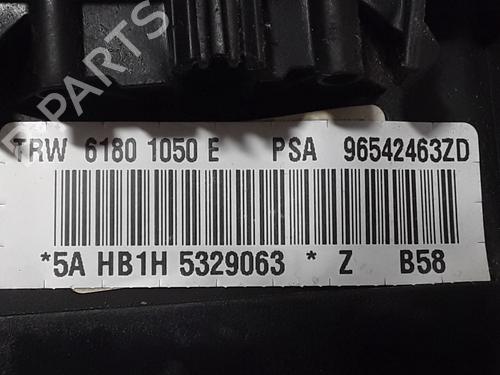 B PARTS
TRW 6180 1050 E PSA 96542463ZD
*5A HB1H 5329063 * Z B58